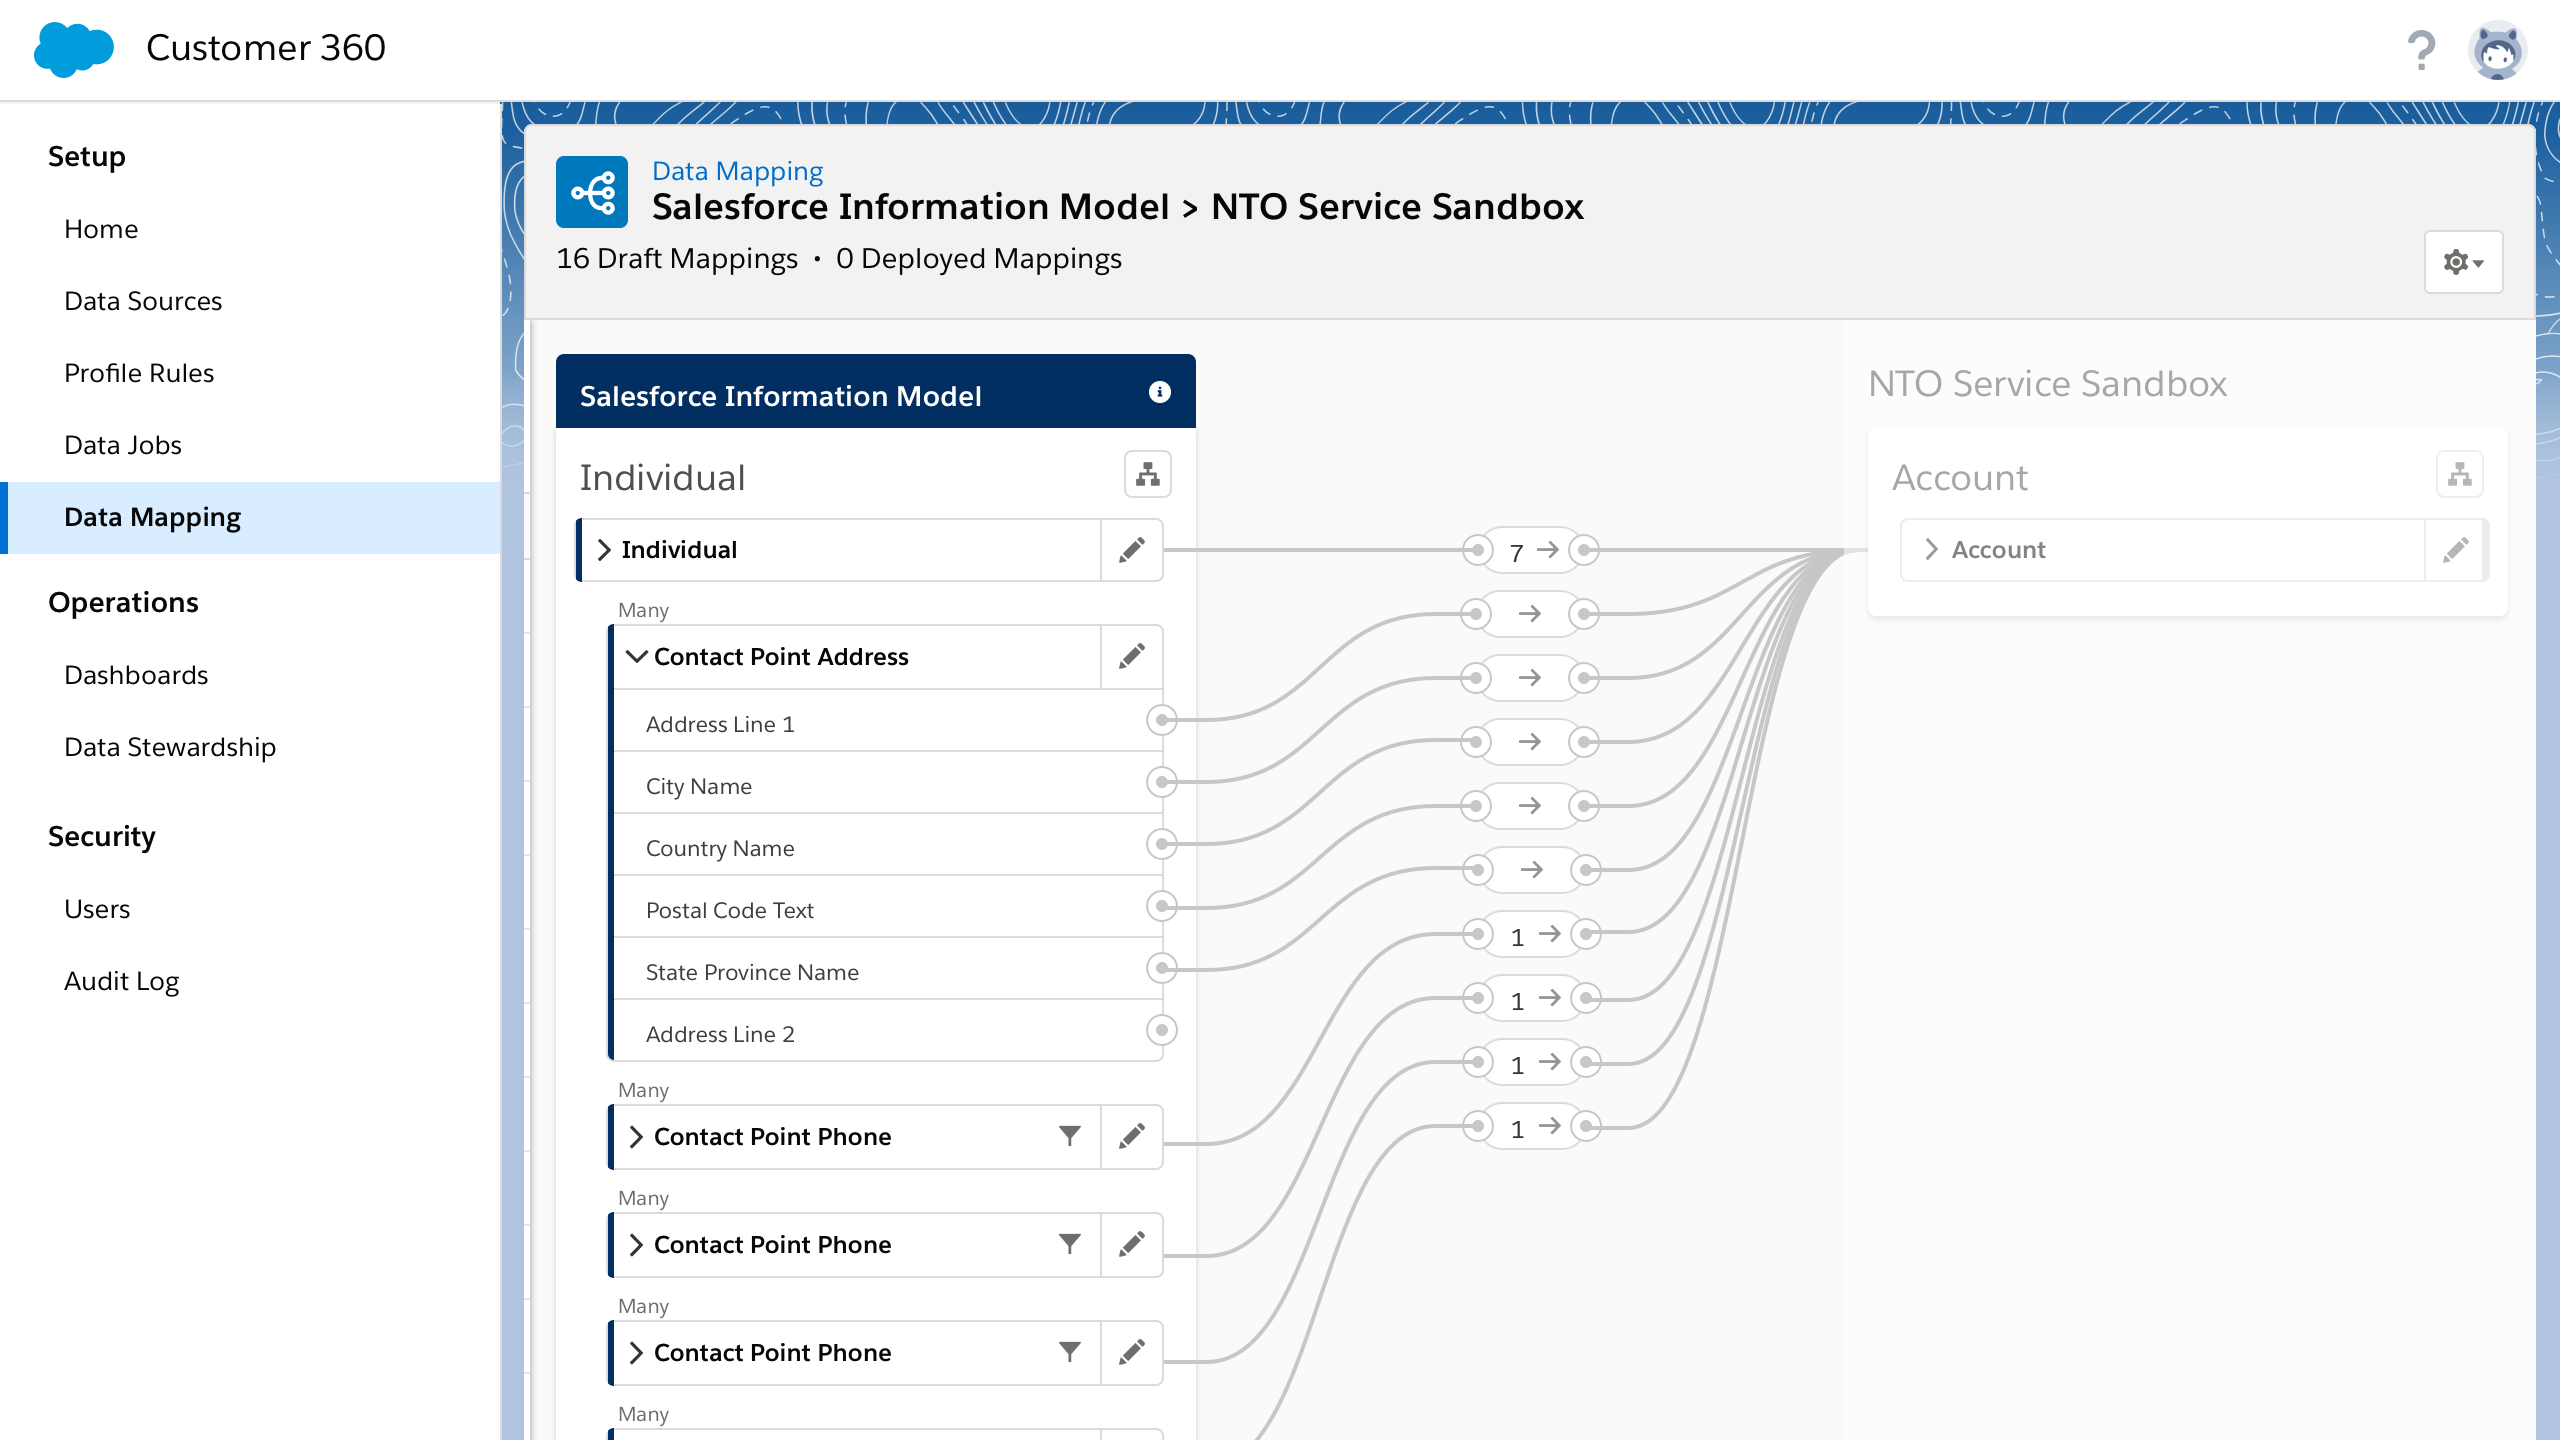 Customer 360
?
Setup
Home
Data Sources
Profile Rules
Data Jobs
Data Mapping
Operations
Dashboards
Data Stewardship
Security
Users
Audit Log
Data Mapping
Salesforce Information Model > NTO Service Sandbox
16 Draft Mappings • 0 Deployed Mappings
Salesforce Information Model
Individual
Individual
Many
Contact Point Address
Address Line 1
City Name
Country Name
Postal Code Text
State Province Name
Address Line 2
Many
Contact Point Phone
Many
Contact Point Phone
Many
Contact Point Phone
Many
7
1
1
1
1
NTO Service Sandbox
Account
Account